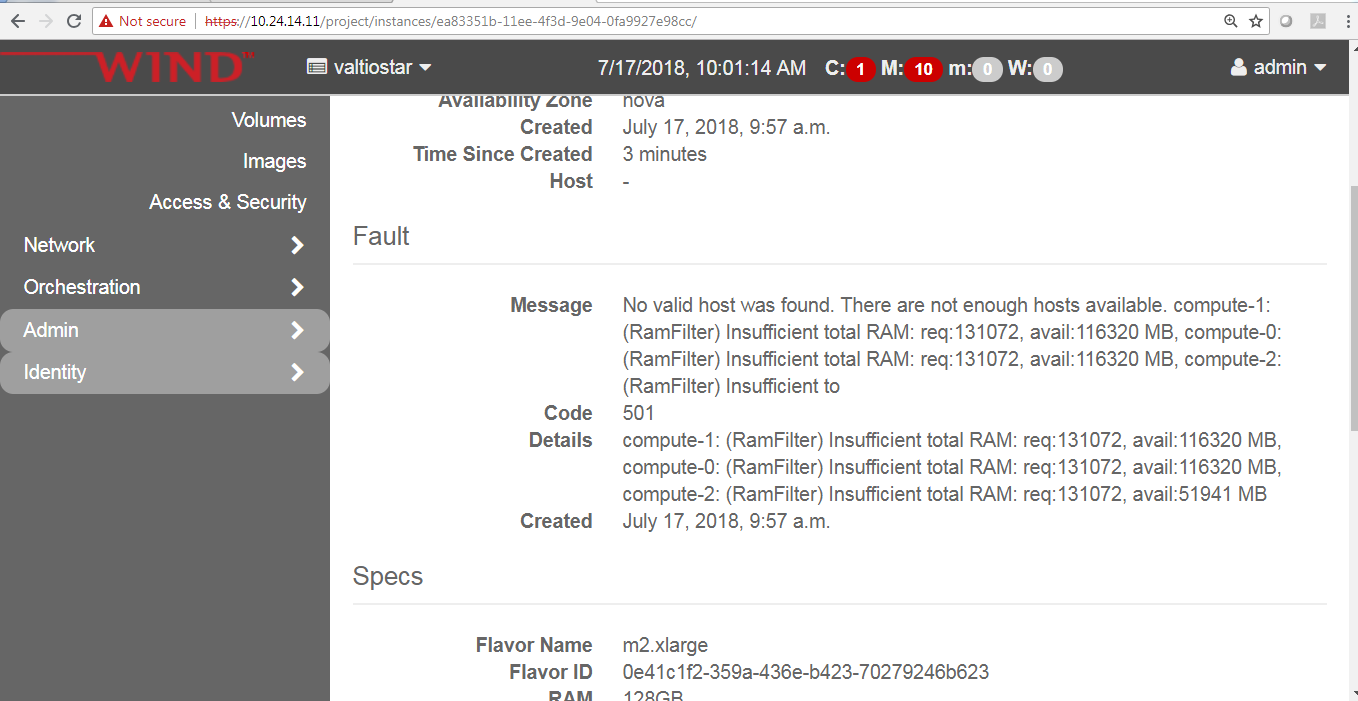 Not secure https://10.24.14.11/project/instances/ea83351b-11ee-4f3d-9e04-0fa9927e98cc/
WIND valtiostar 7/17/2018, 10:01:14 AM C: 1 M: 10 m: 0 W: 0 admin
Volumes
Images
Access & Security
Network
Orchestration
Admin
Identity
Availability Zone nova
Created July 17, 2018, 9:57 a.m.
Time Since Created 3 minutes
Host -
Fault
Message No valid host was found. There are not enough hosts available. compute-1:
(RamFilter) Insufficient total RAM: req:131072, avail:116320 MB, compute-0:
(RamFilter) Insufficient total RAM: req:131072, avail:116320 MB, compute-2:
(RamFilter) Insufficient to
Code 501
Details compute-1: (RamFilter) Insufficient total RAM: req:131072, avail:116320 MB,
compute-0: (RamFilter) Insufficient total RAM: req:131072, avail:116320 MB,
compute-2: (RamFilter) Insufficient total RAM: req:131072, avail:51941 MB
Created July 17, 2018, 9:57 a.m.
Specs
Flavor Name m2.xlarge
Flavor ID 0e41c1f2-359a-436e-b423-70279246b623
RAM 128GB